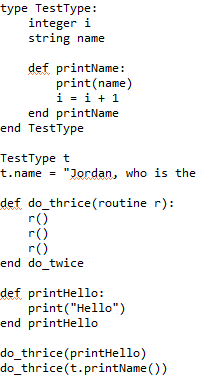 type TestType:
    integer i
    string name

    def printName:
        print(name)
        i = i + 1
    end printName
end TestType

TestType t
t.name = "Jordan, who is the

def do_thrice(routine r):
    r()
    r()
    r()
end do_twice

def printHello:
    print("Hello")
end printHello

do_thrice(printHello)
do_thrice(t.printName())